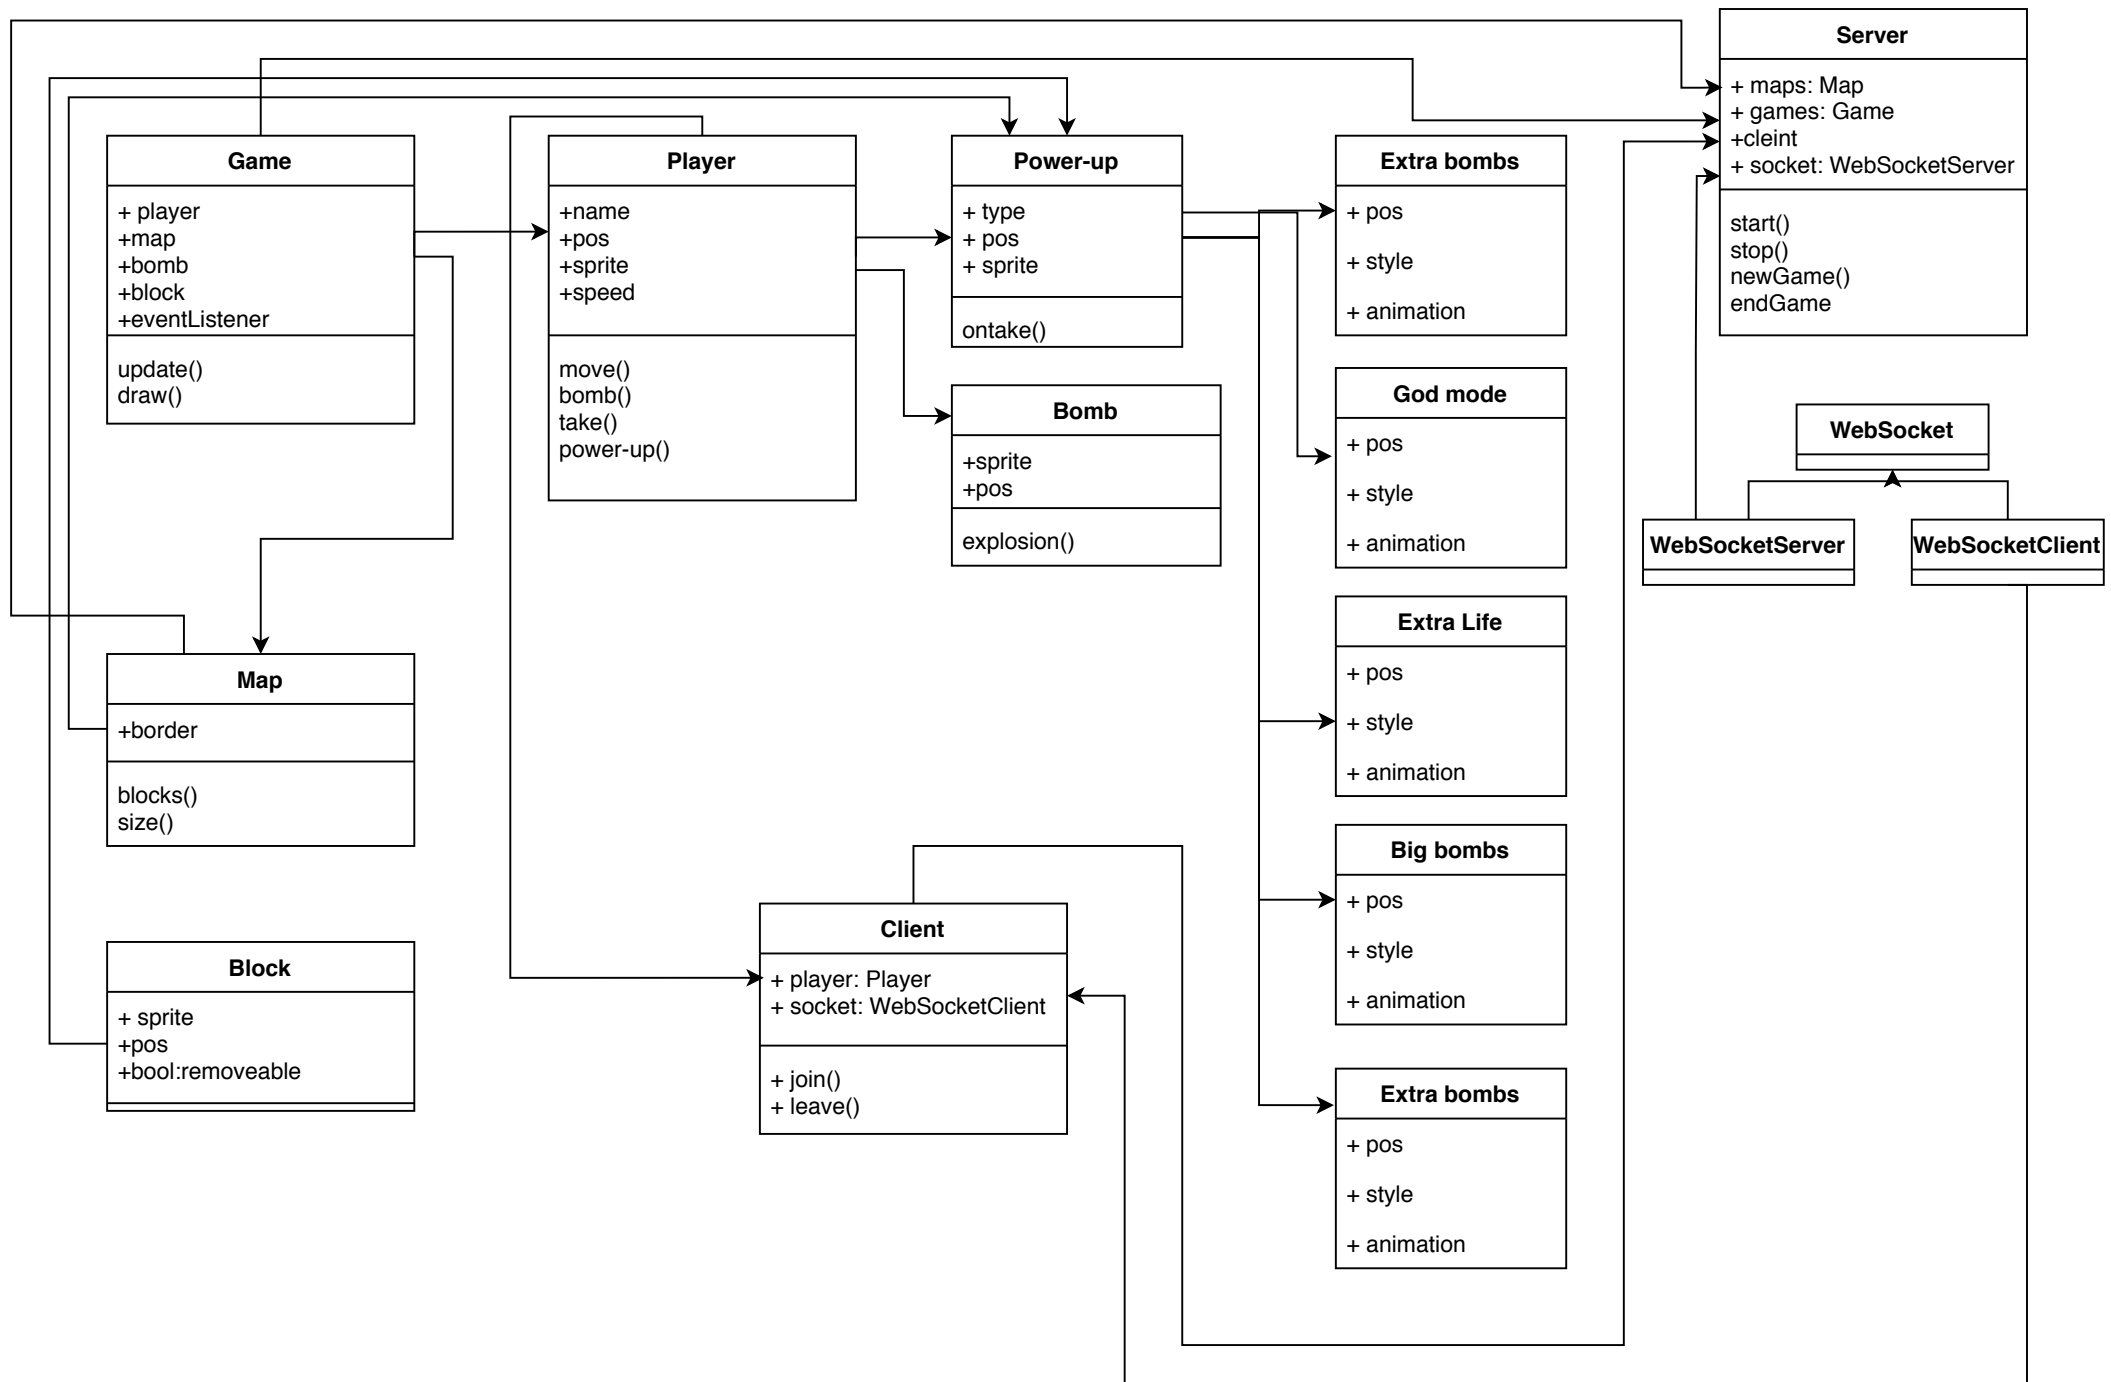 Server
+ maps: Map
+ games: Game
+cleint
+ socket: WebSocketServer
start()
stop()
newGame()
endGame
Game
+ player
+map
+bomb
+block
+eventListener
update()
draw()
Player
+name
+pos
+sprite
+speed
move()
bomb()
take()
power-up()
Power-up
+ type
+ pos
+ sprite
ontake()
Extra bombs
+ pos
+ style
+ animation
Bomb
+sprite
+pos
explosion()
God mode
+ pos
+ style
+ animation
WebSocket
WebSocketServer
WebSocketClient
Extra Life
+ pos
+ style
+ animation
Map
+border
blocks()
size()
Big bombs
+ pos
+ style
+ animation
Client
+ player: Player
+ socket: WebSocketClient
+ join()
+ leave()
Block
+ sprite
+pos
+bool:removeable
Extra bombs
+ pos
+ style
+ animation